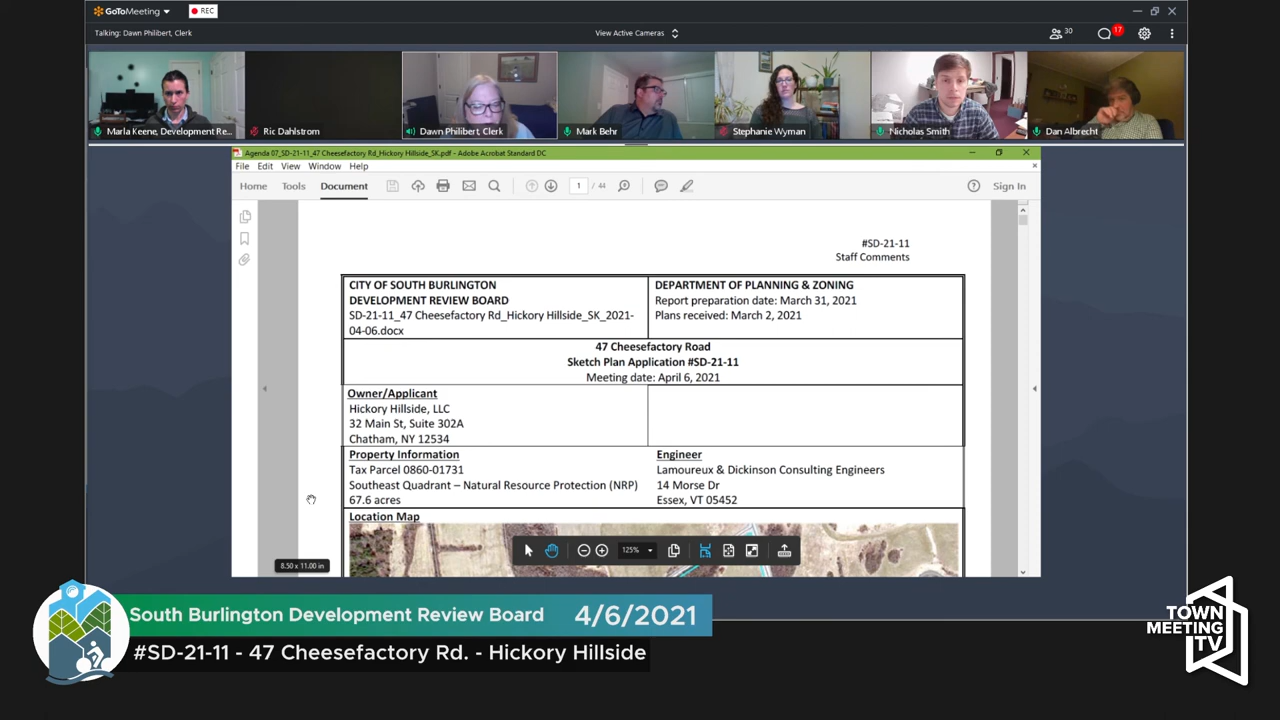 GoToMeeting
REC
Talking: Dawn Philibert, Clerk
View Active Cameras
30
17
Marla Keene, Development Re...
Ric Dahlstrom
Dawn Philibert, Clerk
Mark Behr
Stephanie Wyman
Nicholas Smith
Dan Albrecht
Agenda 07_SD-21-11_47 Cheesefactory Rd_Hickory Hillside_SK.pdf - Adobe Acrobat Standard DC
File Edit View Window Help
Home Tools Document 1 / 44 Sign In
#SD-21-11
Staff Comments
CITY OF SOUTH BURLINGTON
DEVELOPMENT REVIEW BOARD
SD-21-11_47 Cheesefactory Rd_Hickory Hillside_SK_2021-
04-06.docx
DEPARTMENT OF PLANNING & ZONING
Report preparation date: March 31, 2021
Plans received: March 2, 2021
47 Cheesefactory Road
Sketch Plan Application #SD-21-11
Meeting date: April 6, 2021
Owner/Applicant
Hickory Hillside, LLC
32 Main St, Suite 302A
Chatham, NY 12534
Property Information
Tax Parcel 0860-01731
Southeast Quadrant – Natural Resource Protection (NRP)
67.6 acres
Engineer
Lamoureux & Dickinson Consulting Engineers
14 Morse Dr
Essex, VT 05452
Location Map
125%
8.50 x 11.00 in
South Burlington Development Review Board 4/6/2021
#SD-21-11 - 47 Cheesefactory Rd. - Hickory Hillside
TOWN
MEETING
TV